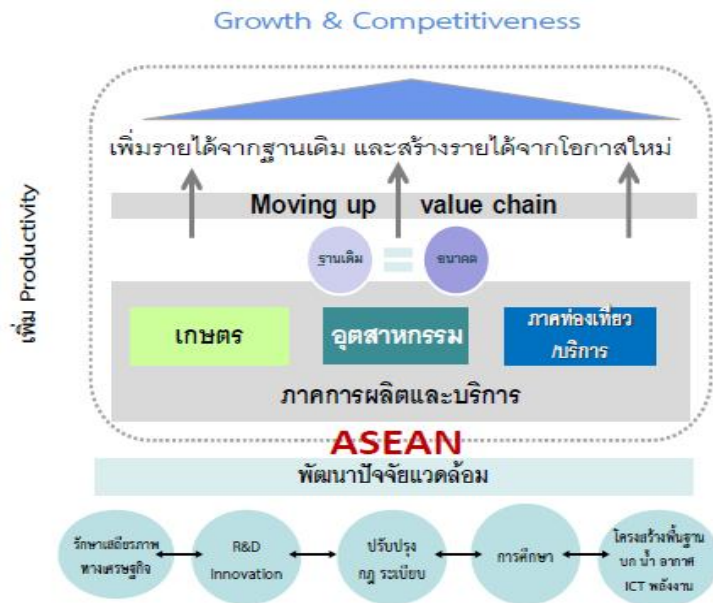 Growth & Competitiveness
เพิ่มรายได้จากฐานเดิม และสร้างรายได้จากโอกาสใหม่
เพิ่ม Productivity
Moving up value chain
ฐานเดิม
อนาคต
เกษตร
อุตสาหกรรม
ภาคท่องเที่ยว
/บริการ
ภาคการผลิตและบริการ
ASEAN
พัฒนาปัจจัยแวดล้อม
รักษาเสถียรภาพ
ทางเศรษฐกิจ
R&D
Innovation
ปรับปรุง
กฎ ระเบียบ
การศึกษา
โครงสร้างพื้นฐาน
บก น้ำ อากาศ
ICT พลังงาน